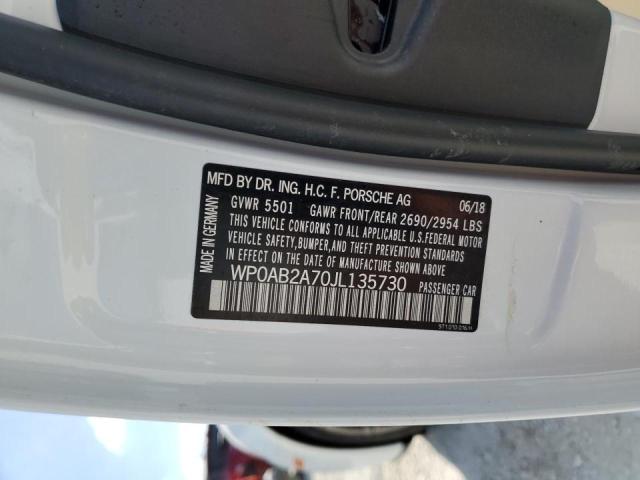 MFD BY DR. ING. H.C. F. PORSCHE AG 06/18
GVWR 5501 GAWR FRONT/REAR 2690/2954 LBS
THIS VEHICLE CONFORMS TO ALL APPLICABLE U.S.FEDERAL MOTOR
VEHICLE SAFETY,BUMPER,AND THEFT PREVENTION STANDARDS
IN EFFECT ON THE DATE OF MANUFACTURE SHOWN ABOVE
WP0AB2A70JL135730 PASSENGER CAR
MADE IN GERMANY